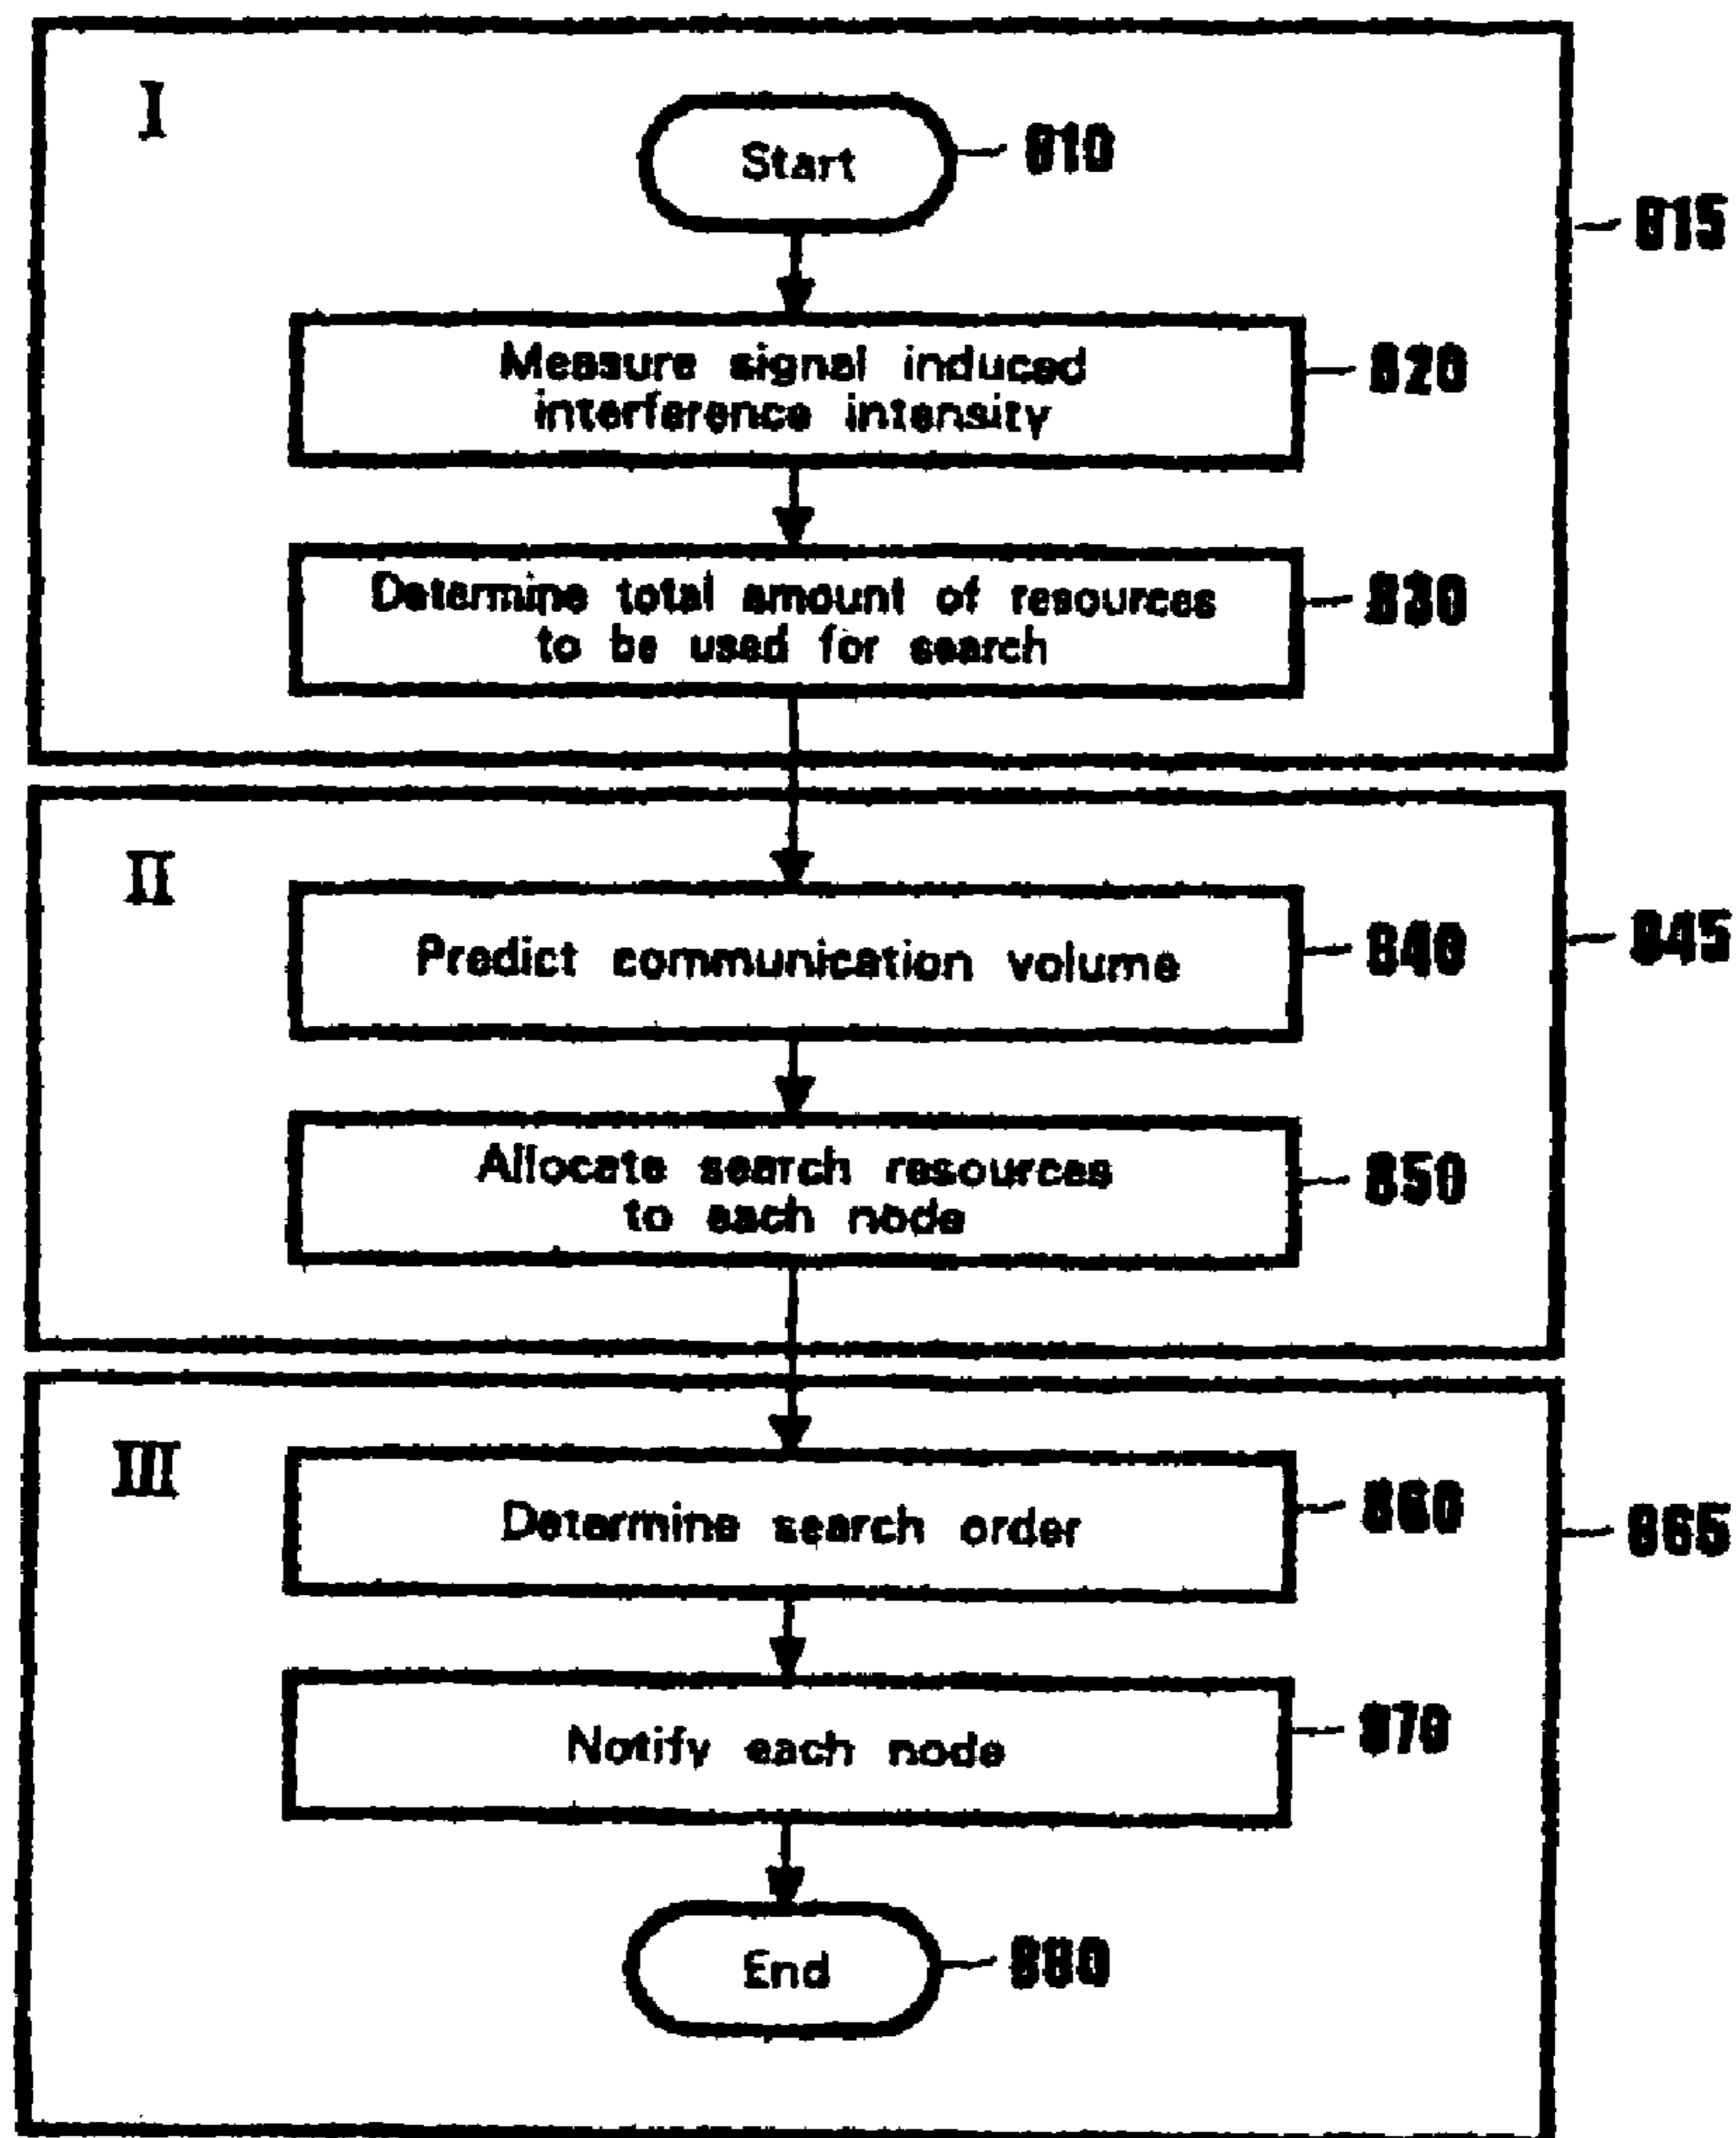 I
Start
810
815
Measure signal induced
interference intensity
820
Determine total amount of resources
to be used for search
830
II
Predict communication volume
840
845
Allocate search resources
to each node
850
III
Determine search order
860
865
Notify each node
870
End
880